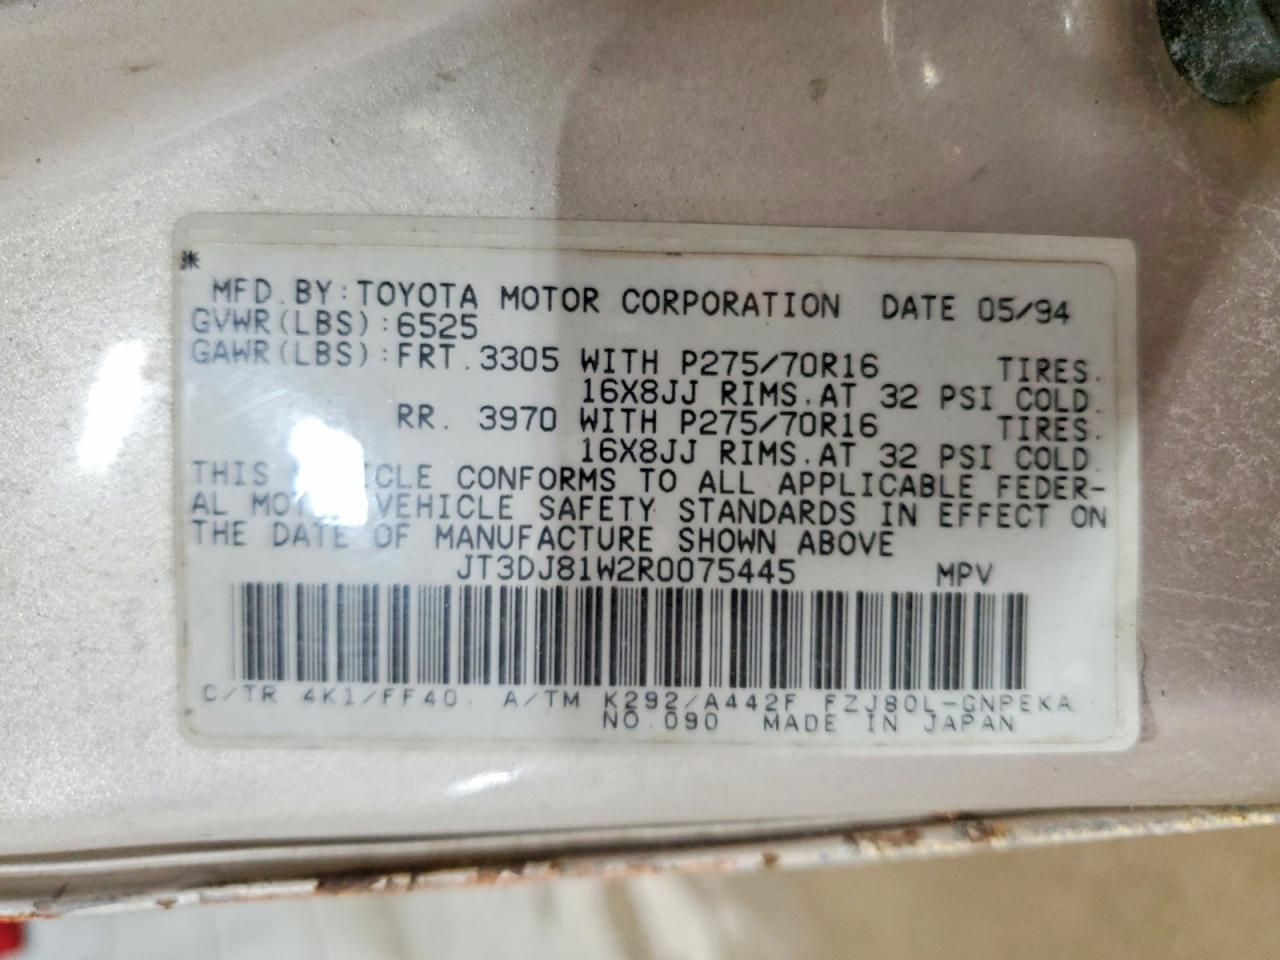 MFD. BY: TOYOTA MOTOR CORPORATION DATE 05/94
GVWR(LBS): 6525
GAWR(LBS): FRT. 3305 WITH P275/70R16 TIRES.
16X8JJ RIMS. AT 32 PSI COLD.
RR. 3970 WITH P275/70R16 TIRES.
16X8JJ RIMS. AT 32 PSI COLD.
THIS CONFORMS TO ALL APPLICABLE FEDER-
AL VEHICLE SAFETY STANDARDS IN EFFECT ON
THE DATE OF MANUFACTURE SHOWN ABOVE
JT3DJ81W2R0075445 MPV
C/TR 4K1/FF40. A/TM K292/A442F FZJ80L-GNPEKA
NO.090 MADE IN JAPAN